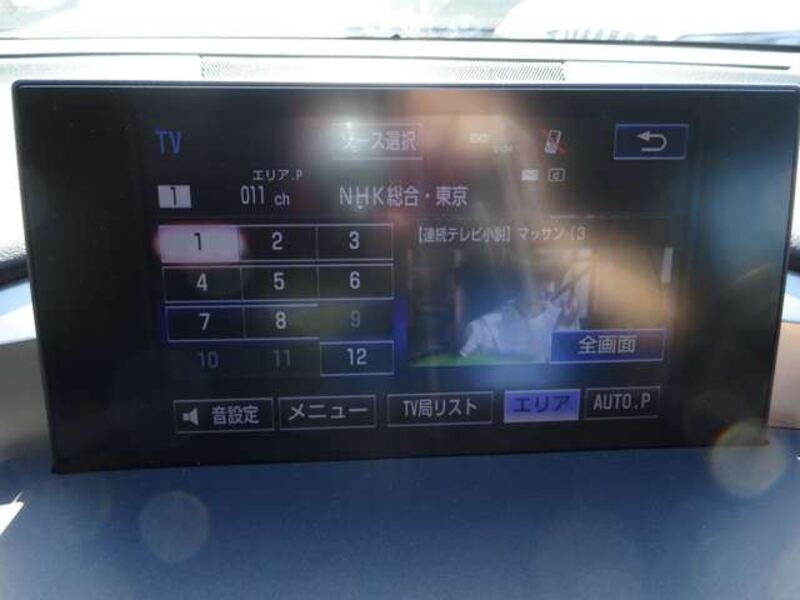 TV ソース選択
エリア.P
1 011 ch NHK総合・東京
1 2 3 【連続テレビ小説】マッサン(3
4 5 6
7 8 9
全画面
10 11 12
音設定 メニュー TV局リスト エリア AUTO.P